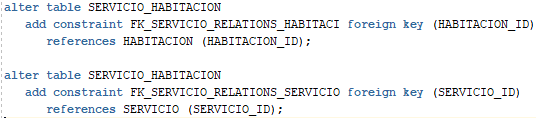 alter table SERVICIO_HABITACION
add constraint FK_SERVICIO_RELATIONS_HABITACI foreign key (HABITACION_ID)
references HABITACION (HABITACION_ID);
alter table SERVICIO_HABITACION
add constraint FK_SERVICIO_RELATIONS_SERVICIO foreign key (SERVICIO_ID)
references SERVICIO (SERVICIO_ID);